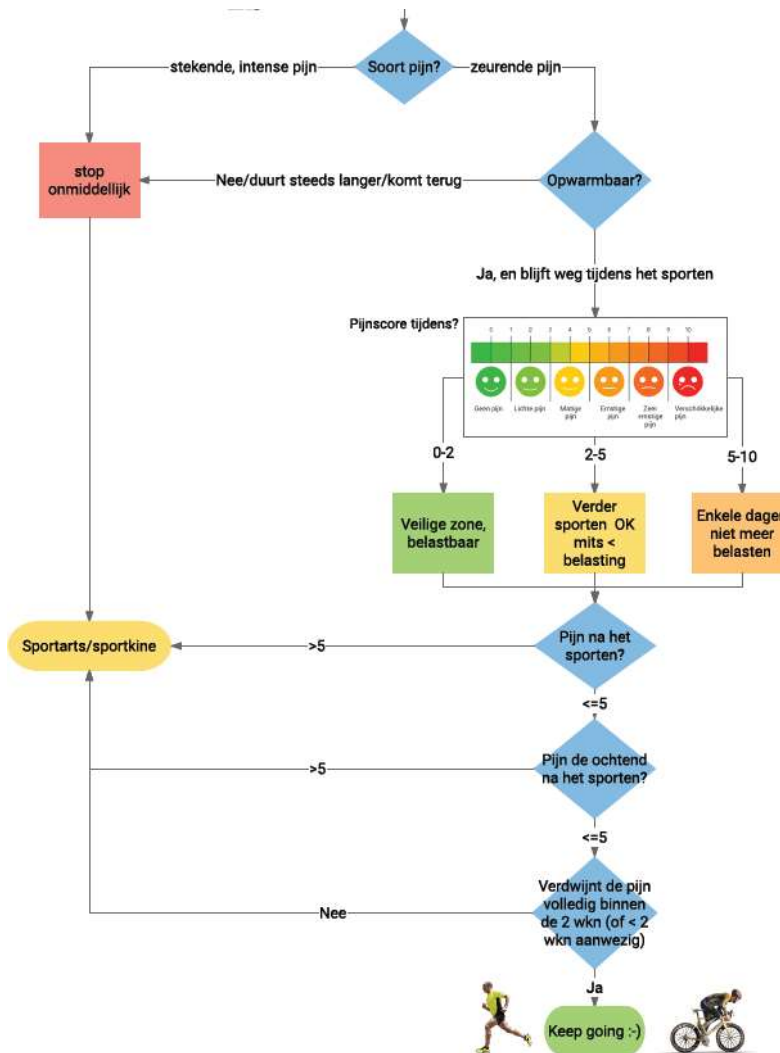 Soort pijn?
stekende, intense pijn
zeurende pijn
stop
onmiddellijk
Nee/duurt steeds langer/komt terug
Opwarmbaar?
Ja, en blijft weg tijdens het sporten
Pijnscore tijdens?
0 1 2 3 4 5 6 7 8 9 10
Geen pijn
Lichte pijn
Matige
pijn
Ernstige
pijn
Zeer
ernstige
pijn
Verschrikkelijke
pijn
0-2
2-5
5-10
Veilige zone,
belastbaar
Verder
sporten OK
mits <
belasting
Enkele dagen
niet meer
belasten
Sportarts/sportkine
>5
Pijn na het
sporten?
<=5
>5
Pijn de ochtend
na het sporten?
<=5
Nee
Verdwijnt de pijn
volledig binnen
de 2 wkn (of < 2
wkn aanwezig)
Ja
Keep going :-)